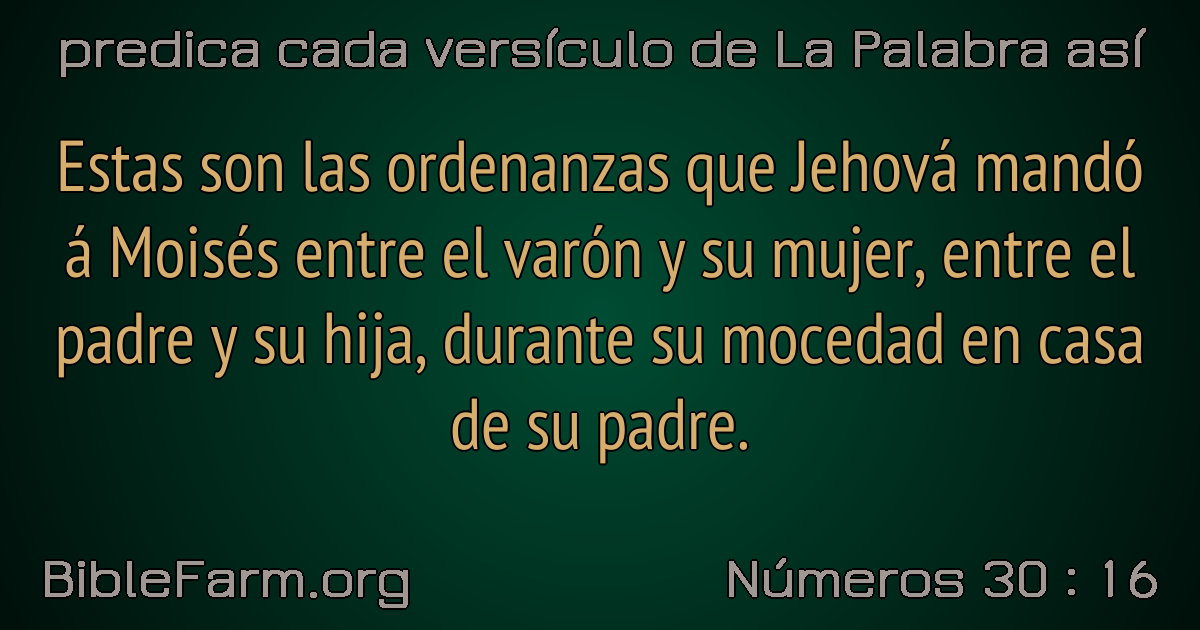 predica cada versículo de La Palabra así
Estas son las ordenanzas que Jehová mandó
á Moisés entre el varón y su mujer, entre el
padre y su hija, durante su mocedad en casa
de su padre.
BibleFarm.org
Números 30 : 16